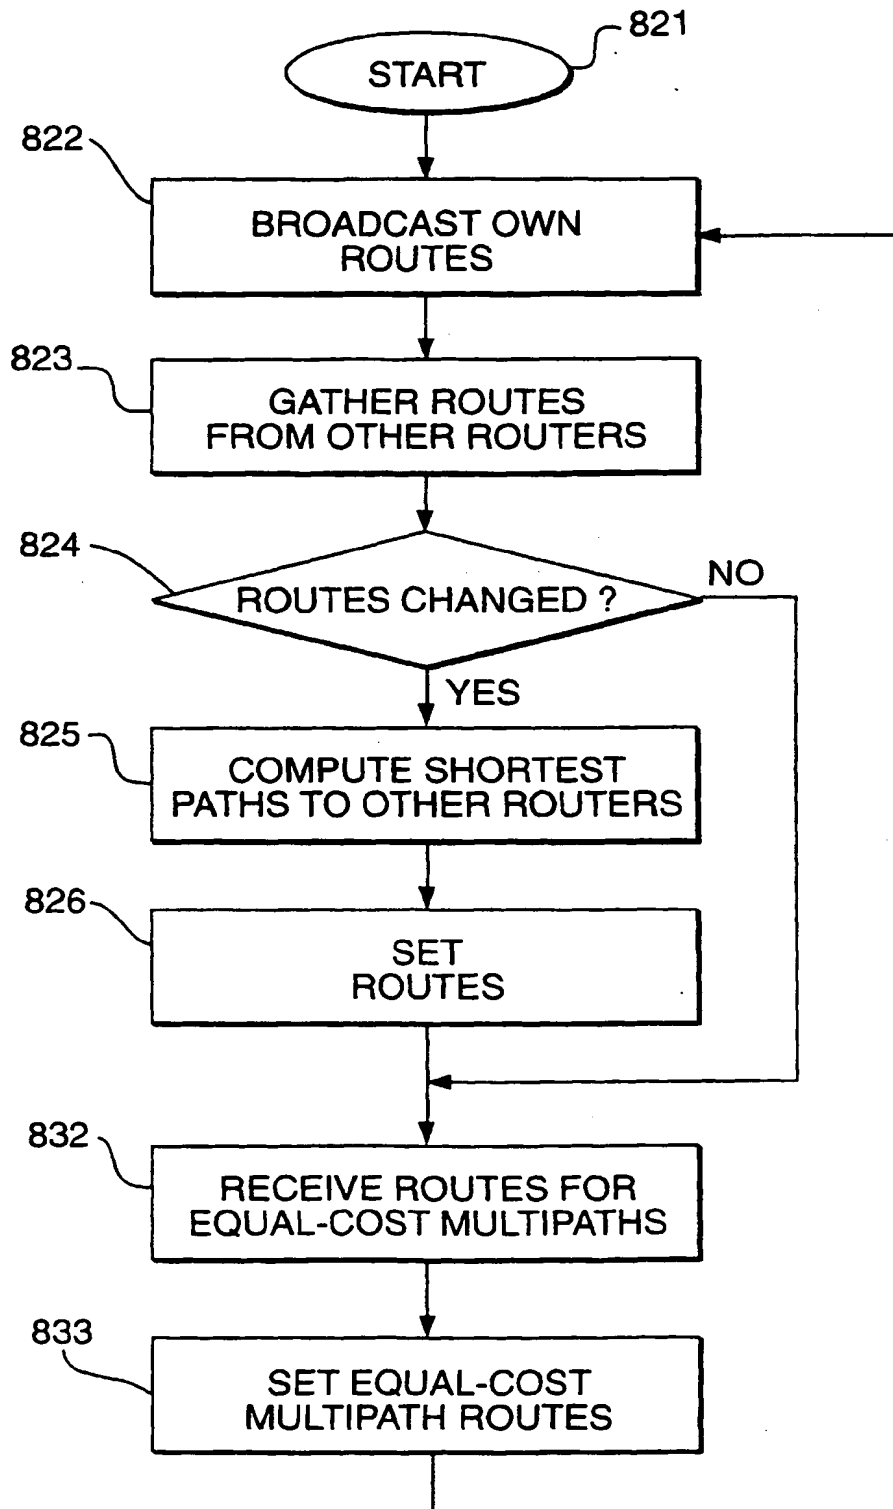 821
START
822
BROADCAST OWN
ROUTES
823
GATHER ROUTES
FROM OTHER ROUTERS
824
ROUTES CHANGED ?
NO
YES
825
COMPUTE SHORTEST
PATHS TO OTHER ROUTERS
826
SET
ROUTES
832
RECEIVE ROUTES FOR
EQUAL-COST MULTIPATHS
833
SET EQUAL-COST
MULTIPATH ROUTES